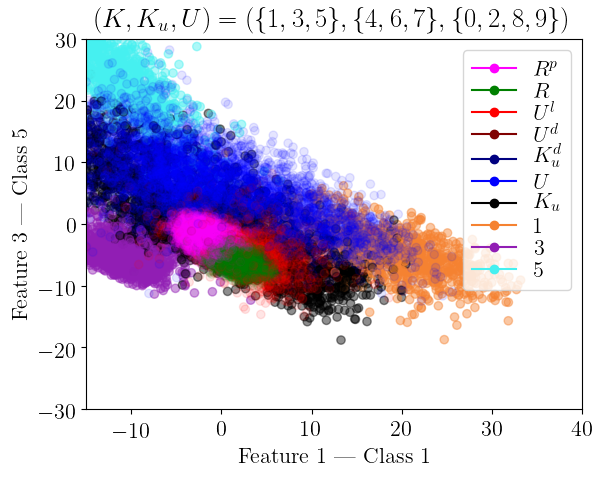 (K, K_u, U) = ({1, 3, 5}, {4, 6, 7}, {0, 2, 8, 9})
30
20
10
0
−10
−20
−30
Feature 3 — Class 5
R^p
R
U^l
U^d
K_u^d
U
K_u
1
3
5
−10 0 10 20 30 40
Feature 1 — Class 1